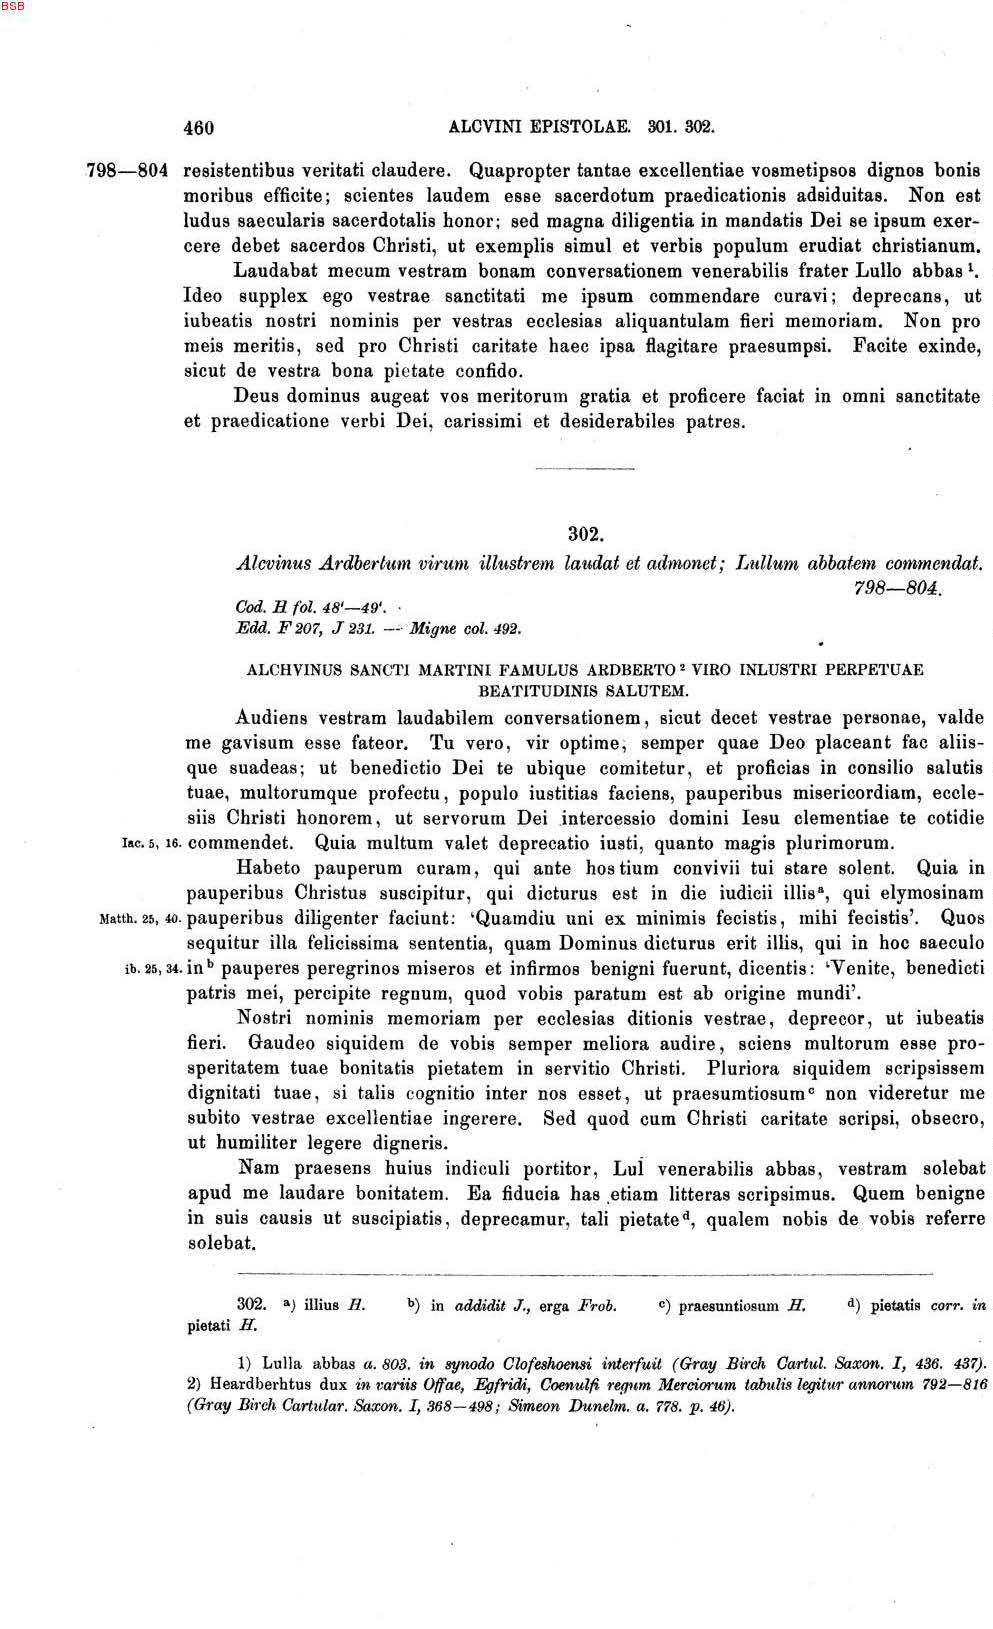 BSB
460 ALCVINI EPISTOLAE. 301. 302.
798—804 resistentibus veritati claudere. Quapropter tantae excellentiae vosmetipsos dignos bonis
moribus efficite; scientes laudem esse sacerdotum praedicationis adsiduitas. Non est
ludus saecularis sacerdotalis honor; sed magna diligentia in mandatis Dei se ipsum exer-
cere debet sacerdos Christi, ut exemplis simul et verbis populum erudiat christianum.
Laudabat mecum vestram bonam conversationem venerabilis frater Lullo abbas¹.
Ideo supplex ego vestrae sanctitati me ipsum commendare curavi; deprecans, ut
iubeatis nostri nominis per vestras ecclesias aliquantulam fieri memoriam. Non pro
meis meritis, sed pro Christi caritate haec ipsa flagitare praesumpsi. Facite exinde,
sicut de vestra bona pietate confido.
Deus dominus augeat vos meritorum gratia et proficere faciat in omni sanctitate
et praedicatione verbi Dei, carissimi et desiderabiles patres.
302.
Alcvinus Ardbertum virum illustrem laudat et admonet; Lullum abbatem commendat.
798—804.
Cod. H fol. 48'—49'.
Edd. F 207, J 231. — Migne col. 492.
ALCHVINUS SANCTI MARTINI FAMULUS ARDBERTO² VIRO INLUSTRI PERPETUAE
BEATITUDINIS SALUTEM.
Audiens vestram laudabilem conversationem, sicut decet vestrae personae, valde
me gavisum esse fateor. Tu vero, vir optime, semper quae Deo placeant fac aliis-
que suadeas; ut benedictio Dei te ubique comitetur, et proficias in consilio salutis
tuae, multorumque profectu, populo iustitias faciens, pauperibus misericordiam, eccle-
siis Christi honorem, ut servorum Dei intercessio domini Iesu clementiae te cotidie
Iac. 5, 16. commendet. Quia multum valet deprecatio iusti, quanto magis plurimorum.
Habeto pauperum curam, qui ante hostium convivii tui stare solent. Quia in
pauperibus Christus suscipitur, qui dicturus est in die iudicii illisᵃ, qui elymosinam
Matth. 25, 40. pauperibus diligenter faciunt: ‘Quamdiu uni ex minimis fecistis, mihi fecistis’. Quos
sequitur illa felicissima sententia, quam Dominus dicturus erit illis, qui in hoc saeculo
ib. 25, 34. inᵇ pauperes peregrinos miseros et infirmos benigni fuerunt, dicentis: ‘Venite, benedicti
patris mei, percipite regnum, quod vobis paratum est ab origine mundi’.
Nostri nominis memoriam per ecclesias ditionis vestrae, deprecor, ut iubeatis
fieri. Gaudeo siquidem de vobis semper meliora audire, sciens multorum esse pro-
speritatem tuae bonitatis pietatem in servitio Christi. Pluriora siquidem scripsissem
dignitati tuae, si talis cognitio inter nos esset, ut praesumtiosumᶜ non videretur me
subito vestrae excellentiae ingerere. Sed quod cum Christi caritate scripsi, obsecro,
ut humiliter legere digneris.
Nam praesens huius indiculi portitor, Lul venerabilis abbas, vestram solebat
apud me laudare bonitatem. Ea fiducia has etiam litteras scripsimus. Quem benigne
in suis causis ut suscipiatis, deprecamur, tali pietateᵈ, qualem nobis de vobis referre
solebat.
302. ᵃ) illius H. ᵇ) in addidit J., erga Frob. ᶜ) praesuntiosum H. ᵈ) pietatis corr. in
pietati H.
1) Lulla abbas a. 803. in synodo Clofeshoensi interfuit (Gray Birch Cartul. Saxon. I, 436. 437).
2) Heardberhtus dux in variis Offae, Egfridi, Coenulfi regum Merciorum tabulis legitur annorum 792—816
(Gray Birch Cartular. Saxon. I, 368—498; Simeon Dunelm. a. 778. p. 46).